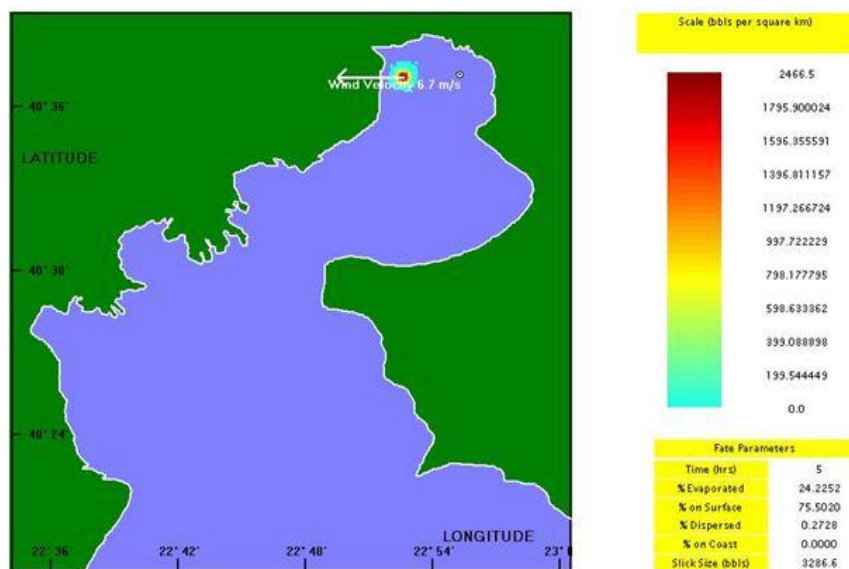 Wind Velocity 6.7 m/s
40° 36'
LATITUDE
40° 30'
40° 24'
LONGITUDE
22° 36' 22° 42' 22° 48' 22° 54' 23° 0
Scale (bbls per square km)
2466.5
1795.900024
1596.355591
1396.811157
1197.266724
997.722229
798.177795
598.633362
399.088898
199.544449
0.0
Fate Parameters
Time (hrs) 5
% Evaporated 24.2252
% on Surface 75.5020
% Dispersed 0.2728
% on Coast 0.0000
Slick Size (bbls) 3286.6